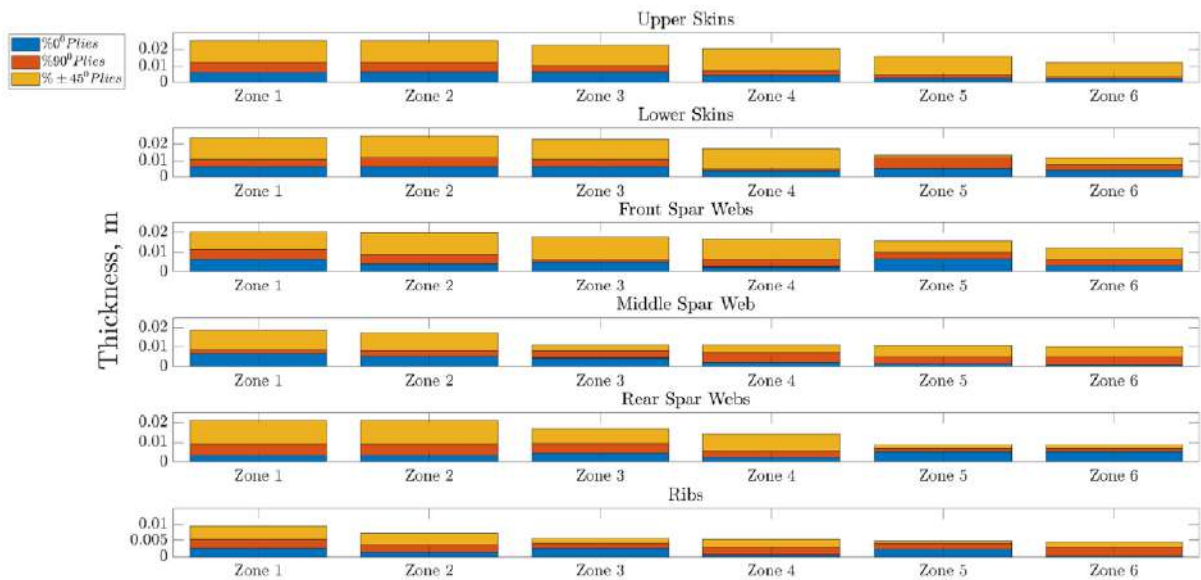 Upper Skins
%0⁰Plies
%90⁰Plies
% ± 45⁰Plies
0.02
0.01
0
Zone 1 Zone 2 Zone 3 Zone 4 Zone 5 Zone 6
Lower Skins
0.02
0.01
0
Zone 1 Zone 2 Zone 3 Zone 4 Zone 5 Zone 6
Front Spar Webs
0.02
0.01
0
Zone 1 Zone 2 Zone 3 Zone 4 Zone 5 Zone 6
Thickness, m
Middle Spar Web
0.02
0.01
0
Zone 1 Zone 2 Zone 3 Zone 4 Zone 5 Zone 6
Rear Spar Webs
0.02
0.01
0
Zone 1 Zone 2 Zone 3 Zone 4 Zone 5 Zone 6
Ribs
0.01
0.005
0
Zone 1 Zone 2 Zone 3 Zone 4 Zone 5 Zone 6